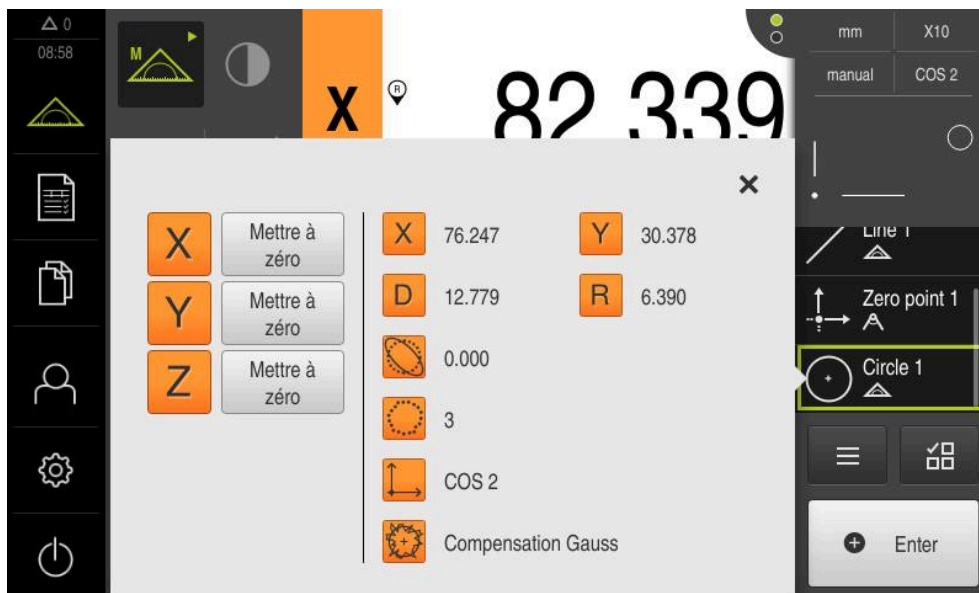 0
08:58
M
X
R
82.339
mm
X10
manual
COS 2
X
Mettre à
zéro
Y
Mettre à
zéro
Z
Mettre à
zéro
X
76.247
Y
30.378
D
12.779
R
6.390
0.000
3
COS 2
Compensation Gauss
Line 1
Zero point 1
Circle 1
Enter